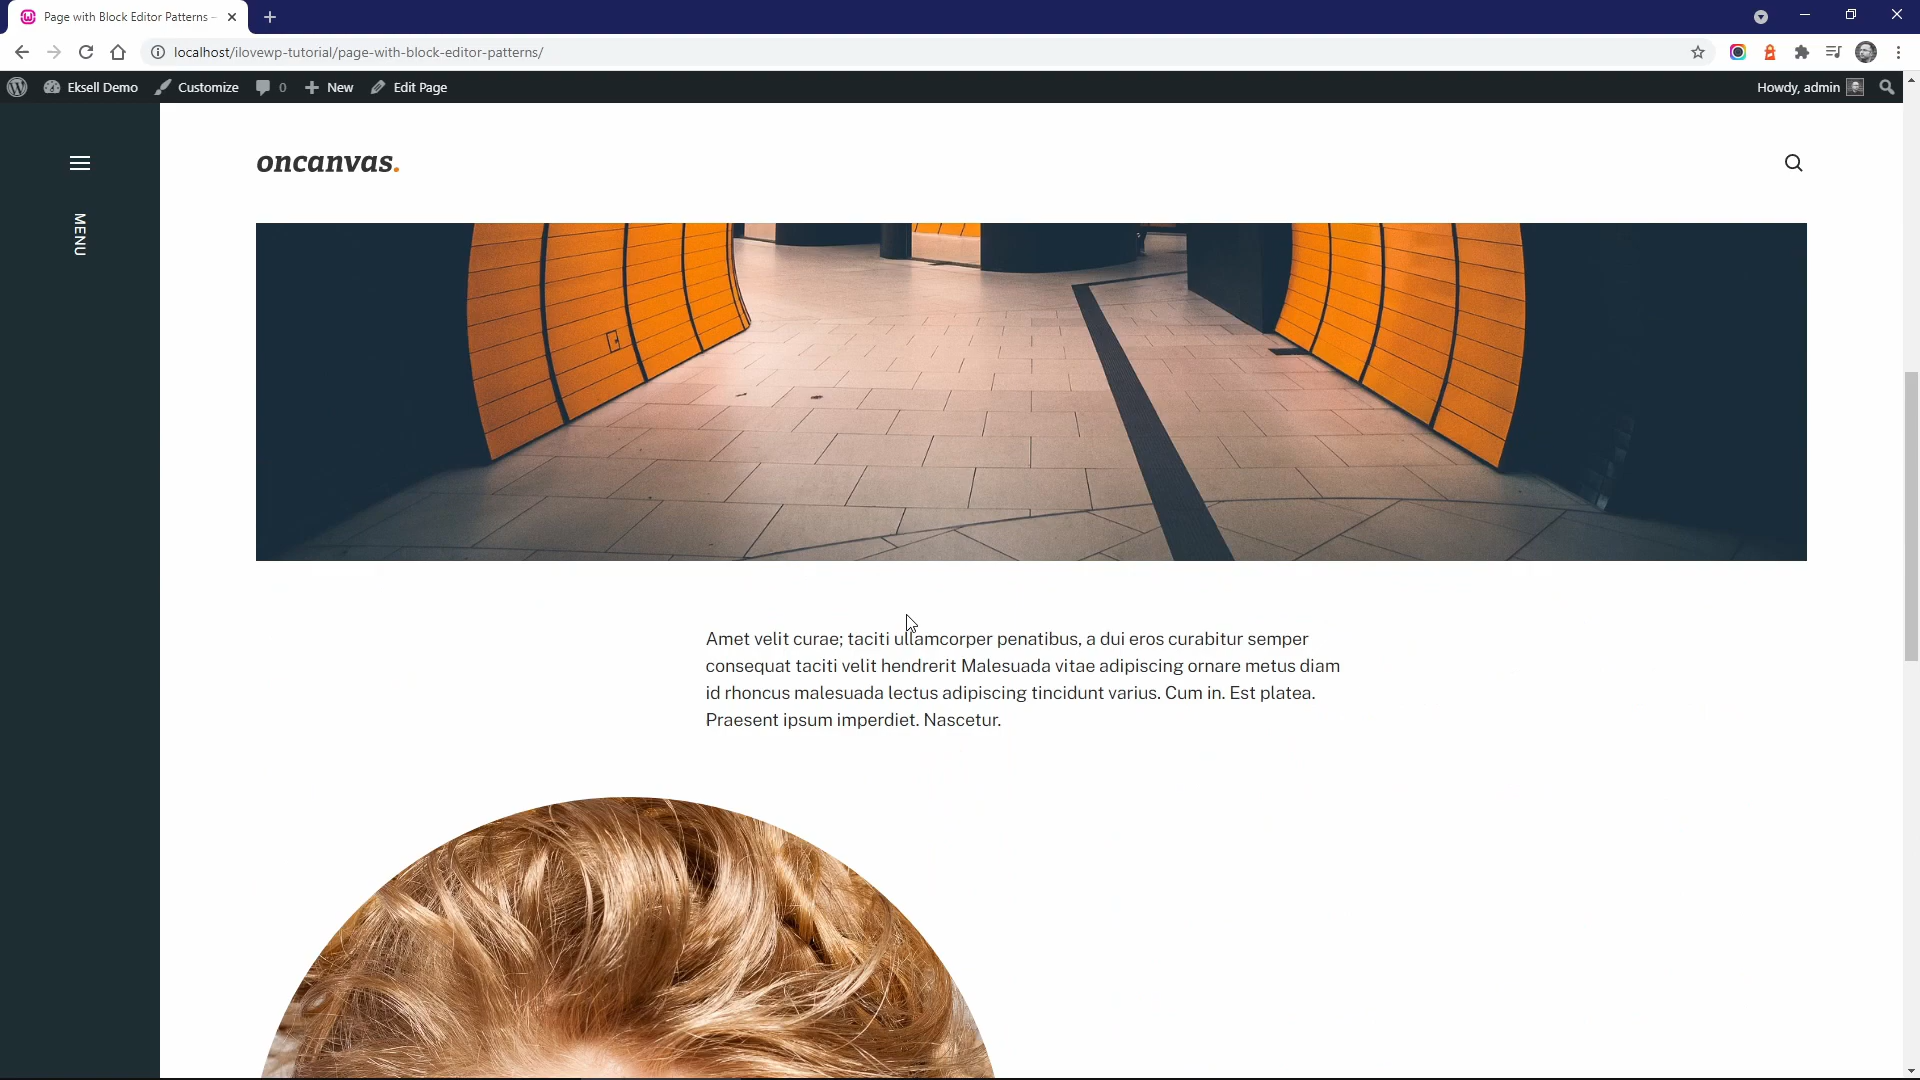 Page with Block Editor Patterns –
localhost/ilovewp-tutorial/page-with-block-editor-patterns/
Eksell Demo
Customize
0
New
Edit Page
Howdy, admin
MENU
oncanvas.
Amet velit curae; taciti ullamcorper penatibus, a dui eros curabitur semper
consequat taciti velit hendrerit Malesuada vitae adipiscing ornare metus diam
id rhoncus malesuada lectus adipiscing tincidunt varius. Cum in. Est platea.
Praesent ipsum imperdiet. Nascetur.